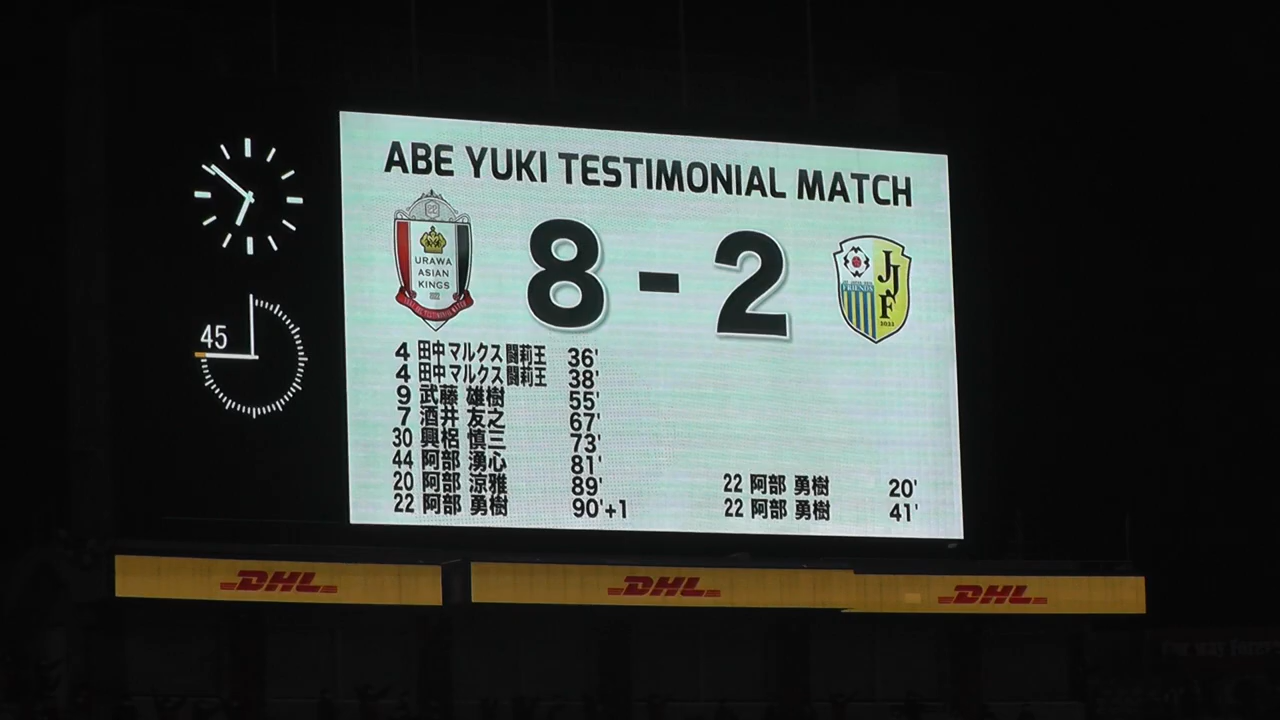 ABE YUKI TESTIMONIAL MATCH
URAWA
ASIAN
KINGS
8 - 2
JJF
FRIENDS
45
4 田中マルクス闘莉王 36'
4 田中マルクス闘莉王 38'
9 武藤 雄樹 55'
7 酒井 友之 67'
30 興梠 慎三 73'
44 阿部 湧心 81'
20 阿部 涼雅 89' 22 阿部 勇樹 20'
22 阿部 勇樹 90'+1 22 阿部 勇樹 41'
DHL DHL DHL